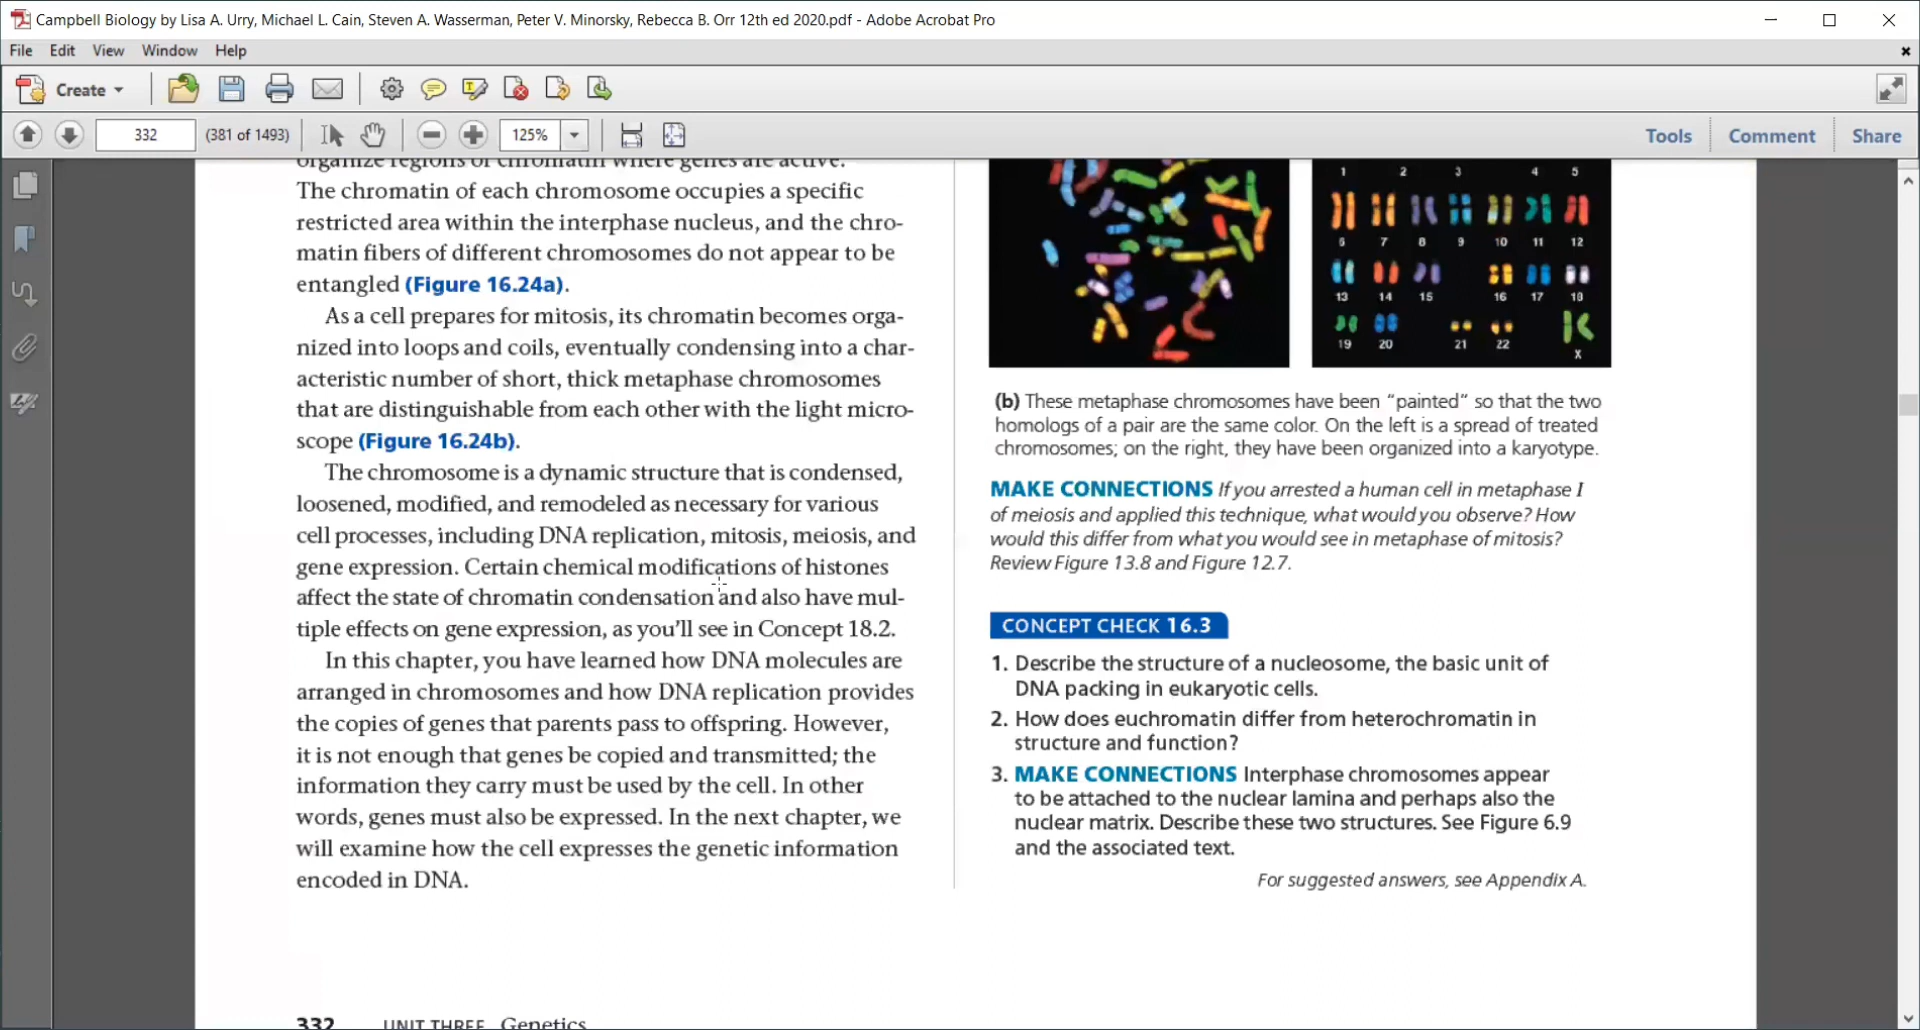 Campbell Biology by Lisa A. Urry, Michael L. Cain, Steven A. Wasserman, Peter V. Minorsky, Rebecca B. Orr 12th ed 2020.pdf - Adobe Acrobat Pro
File Edit View Window Help
Create
332 (381 of 1493) 125% Tools Comment Share
organize regions of chromatin where genes are active.
The chromatin of each chromosome occupies a specific
restricted area within the interphase nucleus, and the chro-
matin fibers of different chromosomes do not appear to be
entangled (Figure 16.24a).
As a cell prepares for mitosis, its chromatin becomes orga-
nized into loops and coils, eventually condensing into a char-
acteristic number of short, thick metaphase chromosomes
that are distinguishable from each other with the light micro-
scope (Figure 16.24b).
The chromosome is a dynamic structure that is condensed,
loosened, modified, and remodeled as necessary for various
cell processes, including DNA replication, mitosis, meiosis, and
gene expression. Certain chemical modifications of histones
affect the state of chromatin condensation and also have mul-
tiple effects on gene expression, as you'll see in Concept 18.2.
In this chapter, you have learned how DNA molecules are
arranged in chromosomes and how DNA replication provides
the copies of genes that parents pass to offspring. However,
it is not enough that genes be copied and transmitted; the
information they carry must be used by the cell. In other
words, genes must also be expressed. In the next chapter, we
will examine how the cell expresses the genetic information
encoded in DNA.
1 2 3 4 5
6 7 8 9 10 11 12
13 14 15 16 17 18
19 20 21 22 X
(b) These metaphase chromosomes have been “painted” so that the two
homologs of a pair are the same color. On the left is a spread of treated
chromosomes; on the right, they have been organized into a karyotype.
MAKE CONNECTIONS If you arrested a human cell in metaphase I
of meiosis and applied this technique, what would you observe? How
would this differ from what you would see in metaphase of mitosis?
Review Figure 13.8 and Figure 12.7.
CONCEPT CHECK 16.3
1. Describe the structure of a nucleosome, the basic unit of
DNA packing in eukaryotic cells.
2. How does euchromatin differ from heterochromatin in
structure and function?
3. MAKE CONNECTIONS Interphase chromosomes appear
to be attached to the nuclear lamina and perhaps also the
nuclear matrix. Describe these two structures. See Figure 6.9
and the associated text.
For suggested answers, see Appendix A.
332 UNIT THREE Genetics